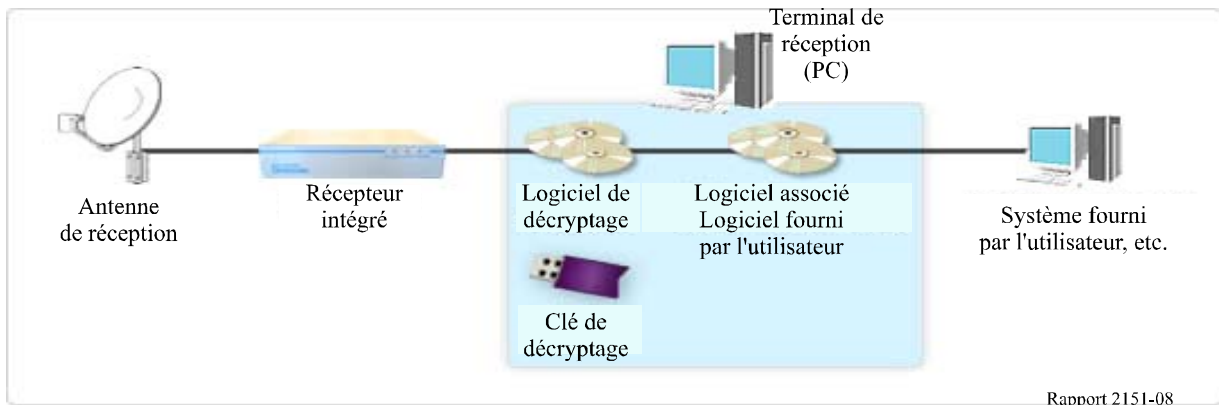 Terminal de
réception
(PC)
Antenne
de réception
Récepteur
intégré
Logiciel de
décryptage
Logiciel associé
Logiciel fourni
par l'utilisateur
Système fourni
par l'utilisateur, etc.
Clé de
décryptage
Rapport 2151-08